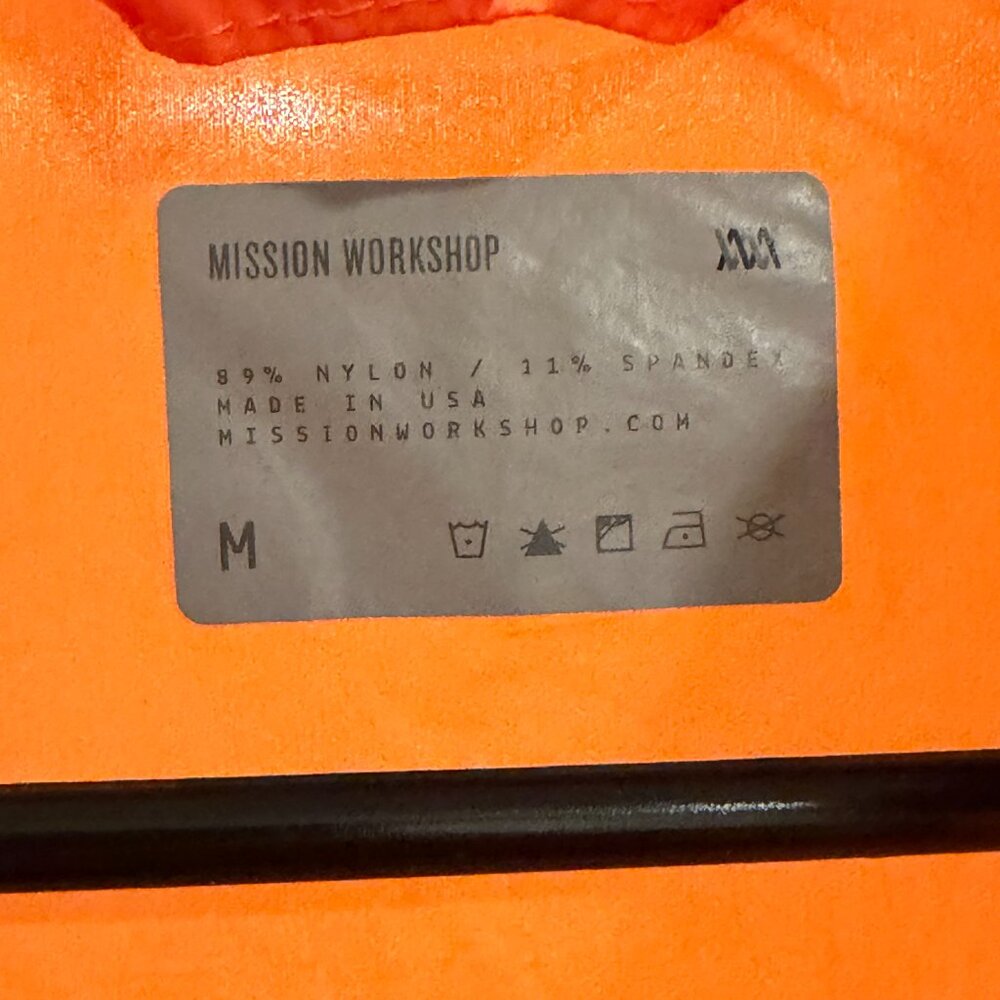 MISSION WORKSHOP
89% NYLON / 11% SPANDEX
MADE IN USA
MISSIONWORKSHOP.COM
M